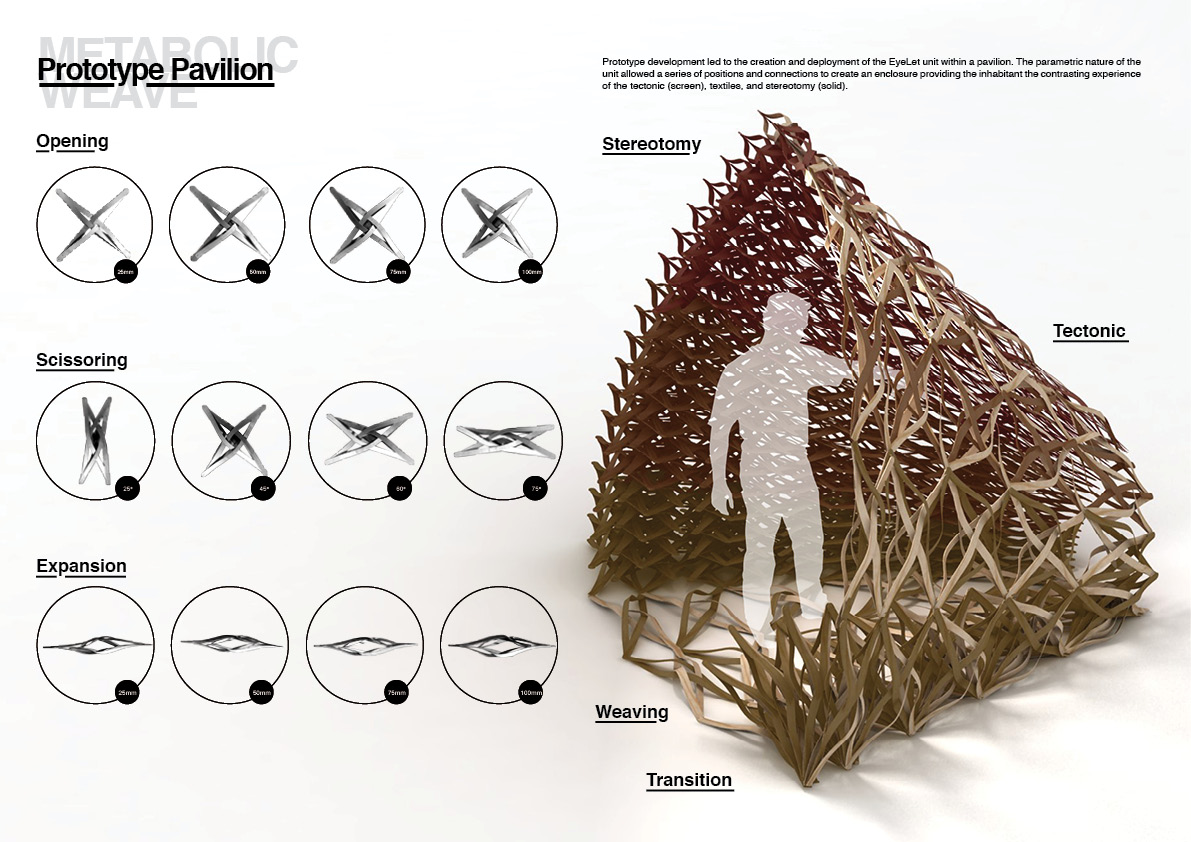 METABOLIC
Prototype Pavilion
WEAVE
Prototype development led to the creation and deployment of the EyeLet unit within a pavilion. The parametric nature of the
unit allowed a series of positions and connections to create an enclosure providing the inhabitant the contrasting experience
of the tectonic (screen), textiles, and stereotomy (solid).
Opening
25mm
50mm
75mm
100mm
Scissoring
25°
45°
60°
75°
Expansion
25mm
50mm
75mm
100mm
Stereotomy
Tectonic
Weaving
Transition